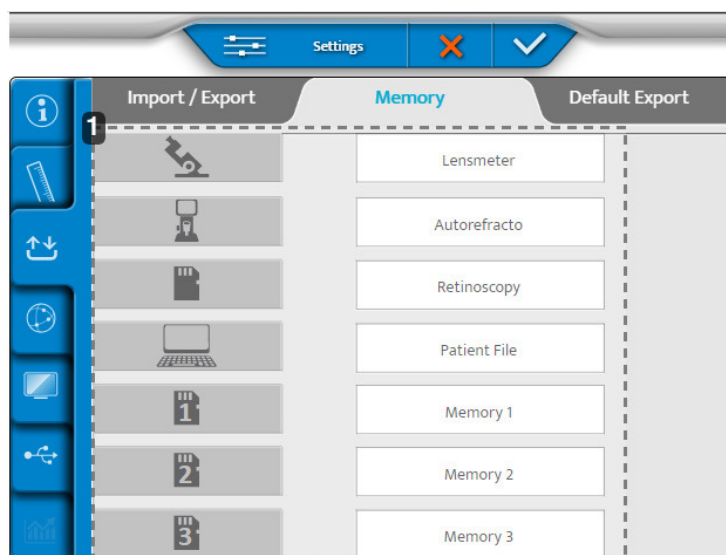 Settings
Import / Export Memory Default Export
1
Lensmeter
Autorefracto
Retinoscopy
Patient File
1 Memory 1
2 Memory 2
3 Memory 3